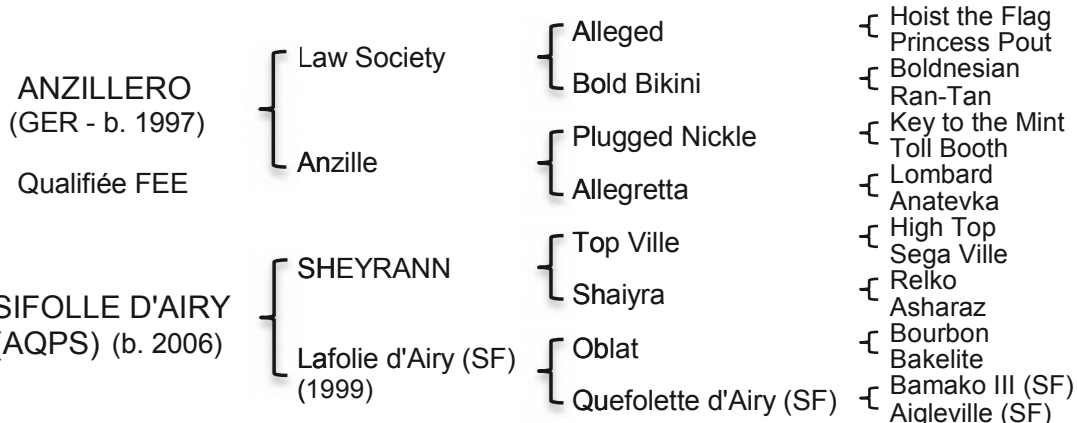 ANZILLERO
(GER - b. 1997)
Qualifiée FEE
SIFOLLE D'AIRY
(AQPS) (b. 2006)
Law Society
Anzille
SHEYRANN
Lafolie d'Airy (SF)
(1999)
Alleged
Bold Bikini
Plugged Nickle
Allegretta
Top Ville
Shaiyra
Oblat
Quefolette d'Airy (SF)
Hoist the Flag
Princess Pout
Boldnesian
Ran-Tan
Key to the Mint
Toll Booth
Lombard
Anatevka
High Top
Sega Ville
Relko
Asharaz
Bourbon
Bakelite
Bamako III (SF)
Aigleville (SF)